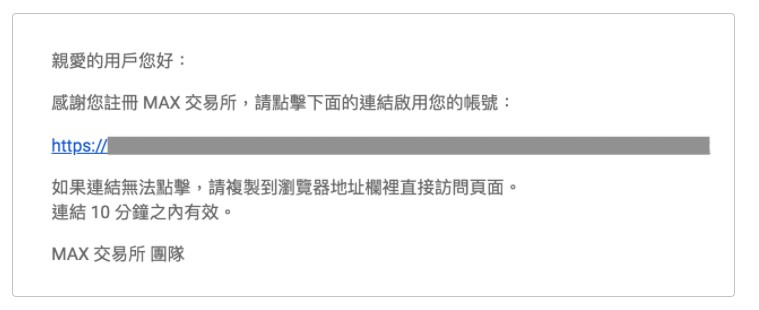 親愛的用戶您好：
感謝您註冊 MAX 交易所，請點擊下面的連結啟用您的帳號：
https://
如果連結無法點擊，請複製到瀏覽器地址欄裡直接訪問頁面。
連結 10 分鐘之內有效。
MAX 交易所 團隊